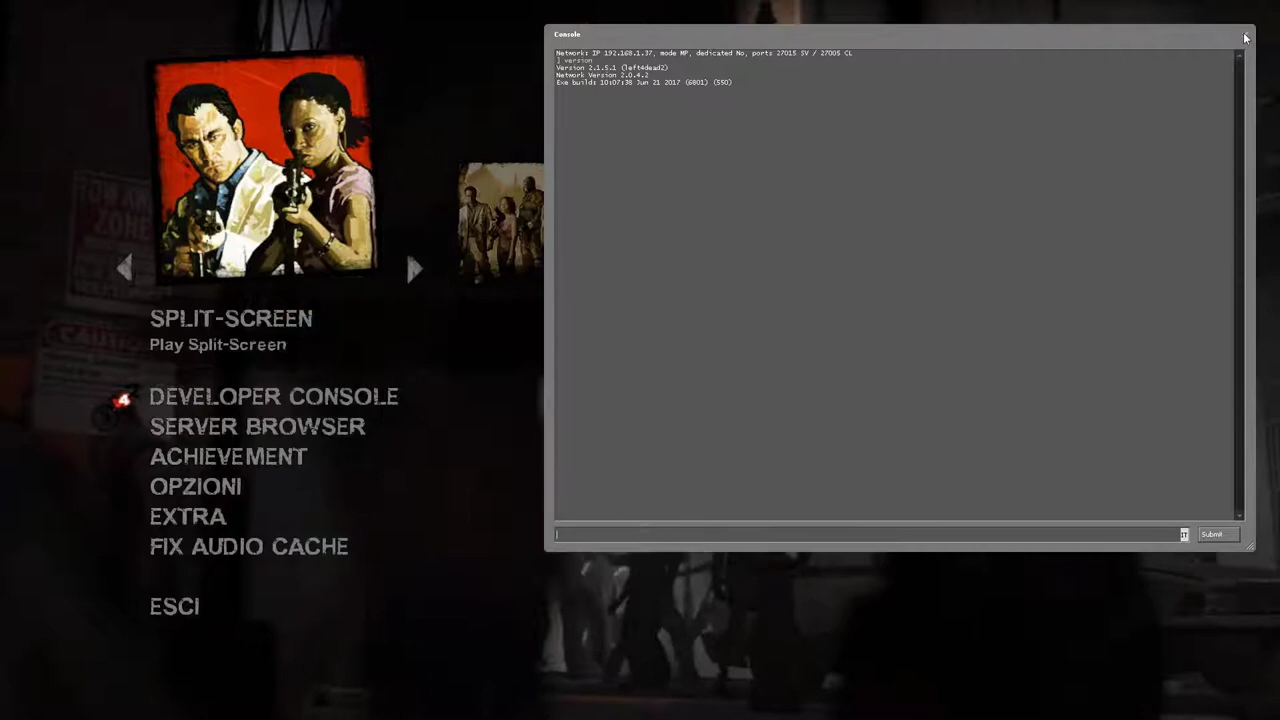 Console
Network: IP 192.168.1.37, mode MP, dedicated No, ports 27015 SV / 27005 CL
] version
Version 2.1.5.1 (left4dead2)
Network Version 2.0.4.2
Exe build: 10:07:38 Jun 21 2017 (6801) (550)
SPLIT-SCREEN
Play Split-Screen
DEVELOPER CONSOLE
SERVER BROWSER
ACHIEVEMENT
OPZIONI
EXTRA
FIX AUDIO CACHE
ESCI
IT
Submit